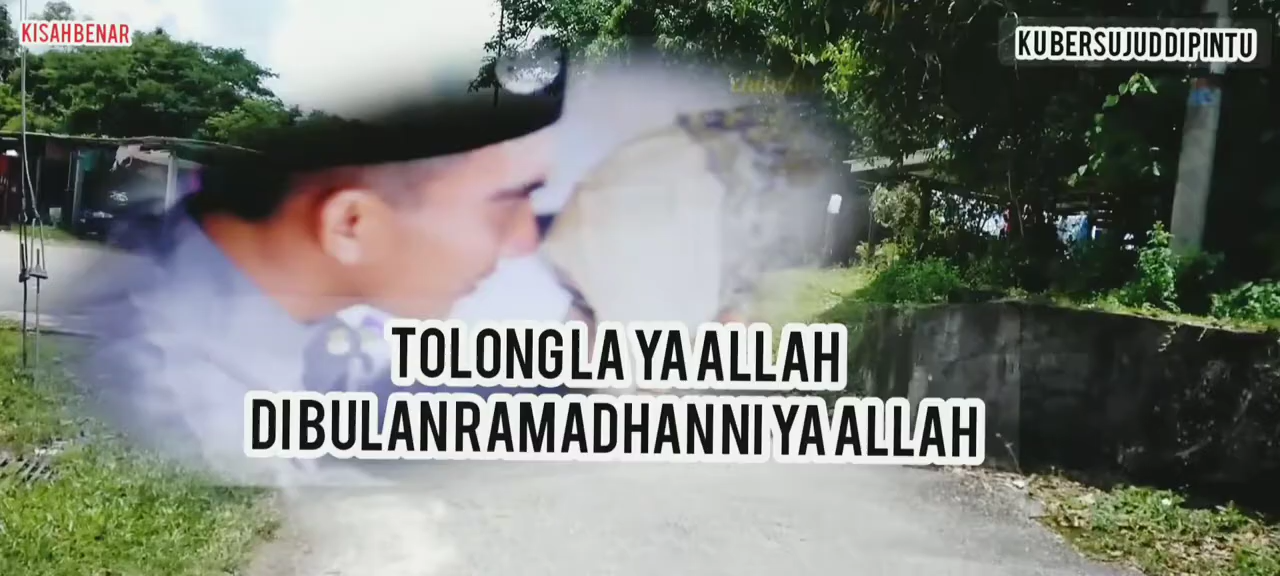 KISAHBENAR
KUBERSUJUDDIPINTU
TOLONGLA YA ALLAH
DIBULANRAMADHANNI YA ALLAH